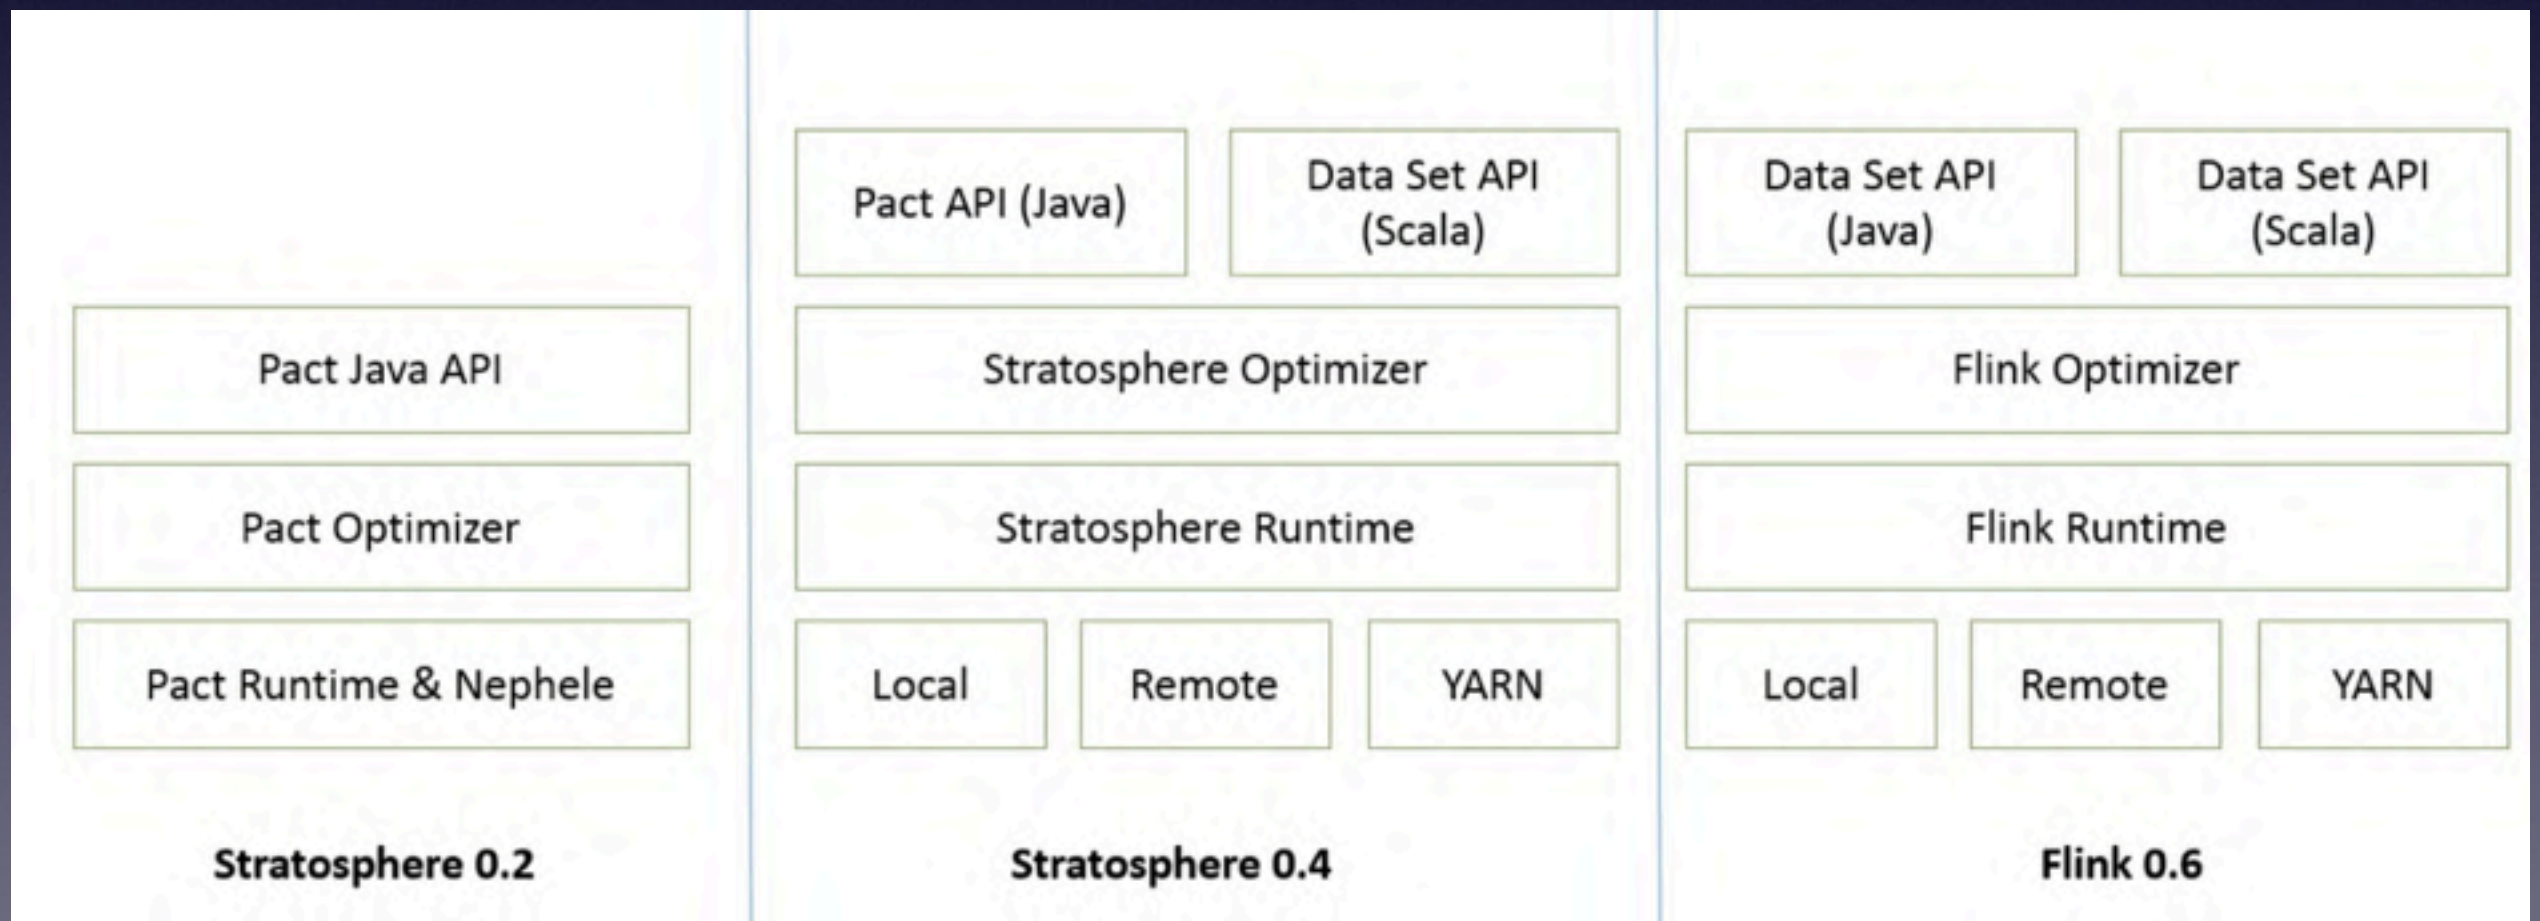 Pact Java API
Pact Optimizer
Pact Runtime & Nephele
Stratosphere 0.2
Pact API (Java)
Data Set API
(Scala)
Stratosphere Optimizer
Stratosphere Runtime
Local
Remote
YARN
Stratosphere 0.4
Data Set API
(Java)
Data Set API
(Scala)
Flink Optimizer
Flink Runtime
Local
Remote
YARN
Flink 0.6